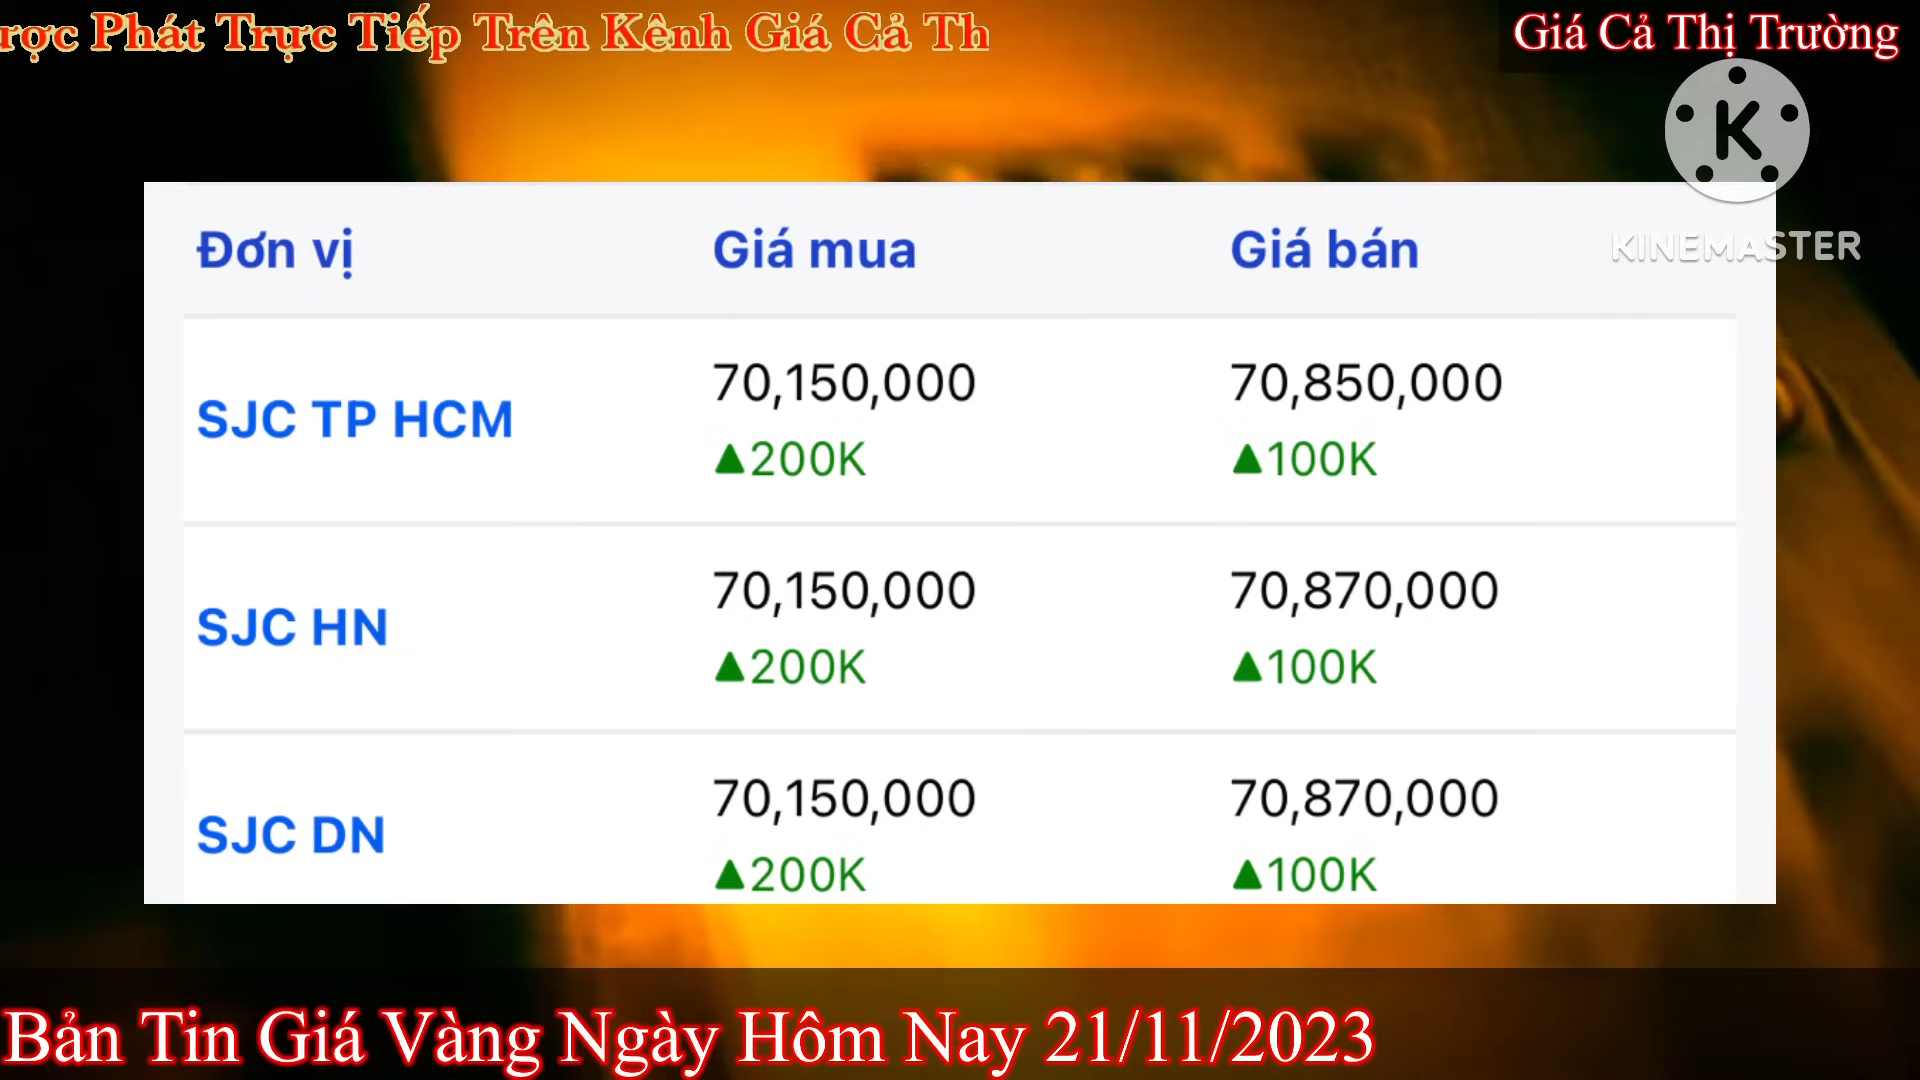 Phát Trực Tiếp Trên Kênh Giá Cả Th
Giá Cả Thị Trường
K
KINEMASTER
Đơn vị Giá mua Giá bán
SJC TP HCM 70,150,000 70,850,000
▲200K ▲100K
SJC HN 70,150,000 70,870,000
▲200K ▲100K
SJC DN 70,150,000 70,870,000
▲200K ▲100K
Bản Tin Giá Vàng Ngày Hôm Nay 21/11/2023